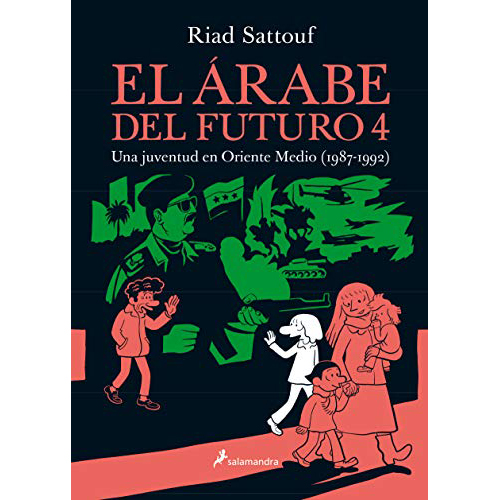 Riad Sattouf
EL ÁRABE
DEL FUTURO 4
Una juventud en Oriente Medio (1987-1992)
salamandra